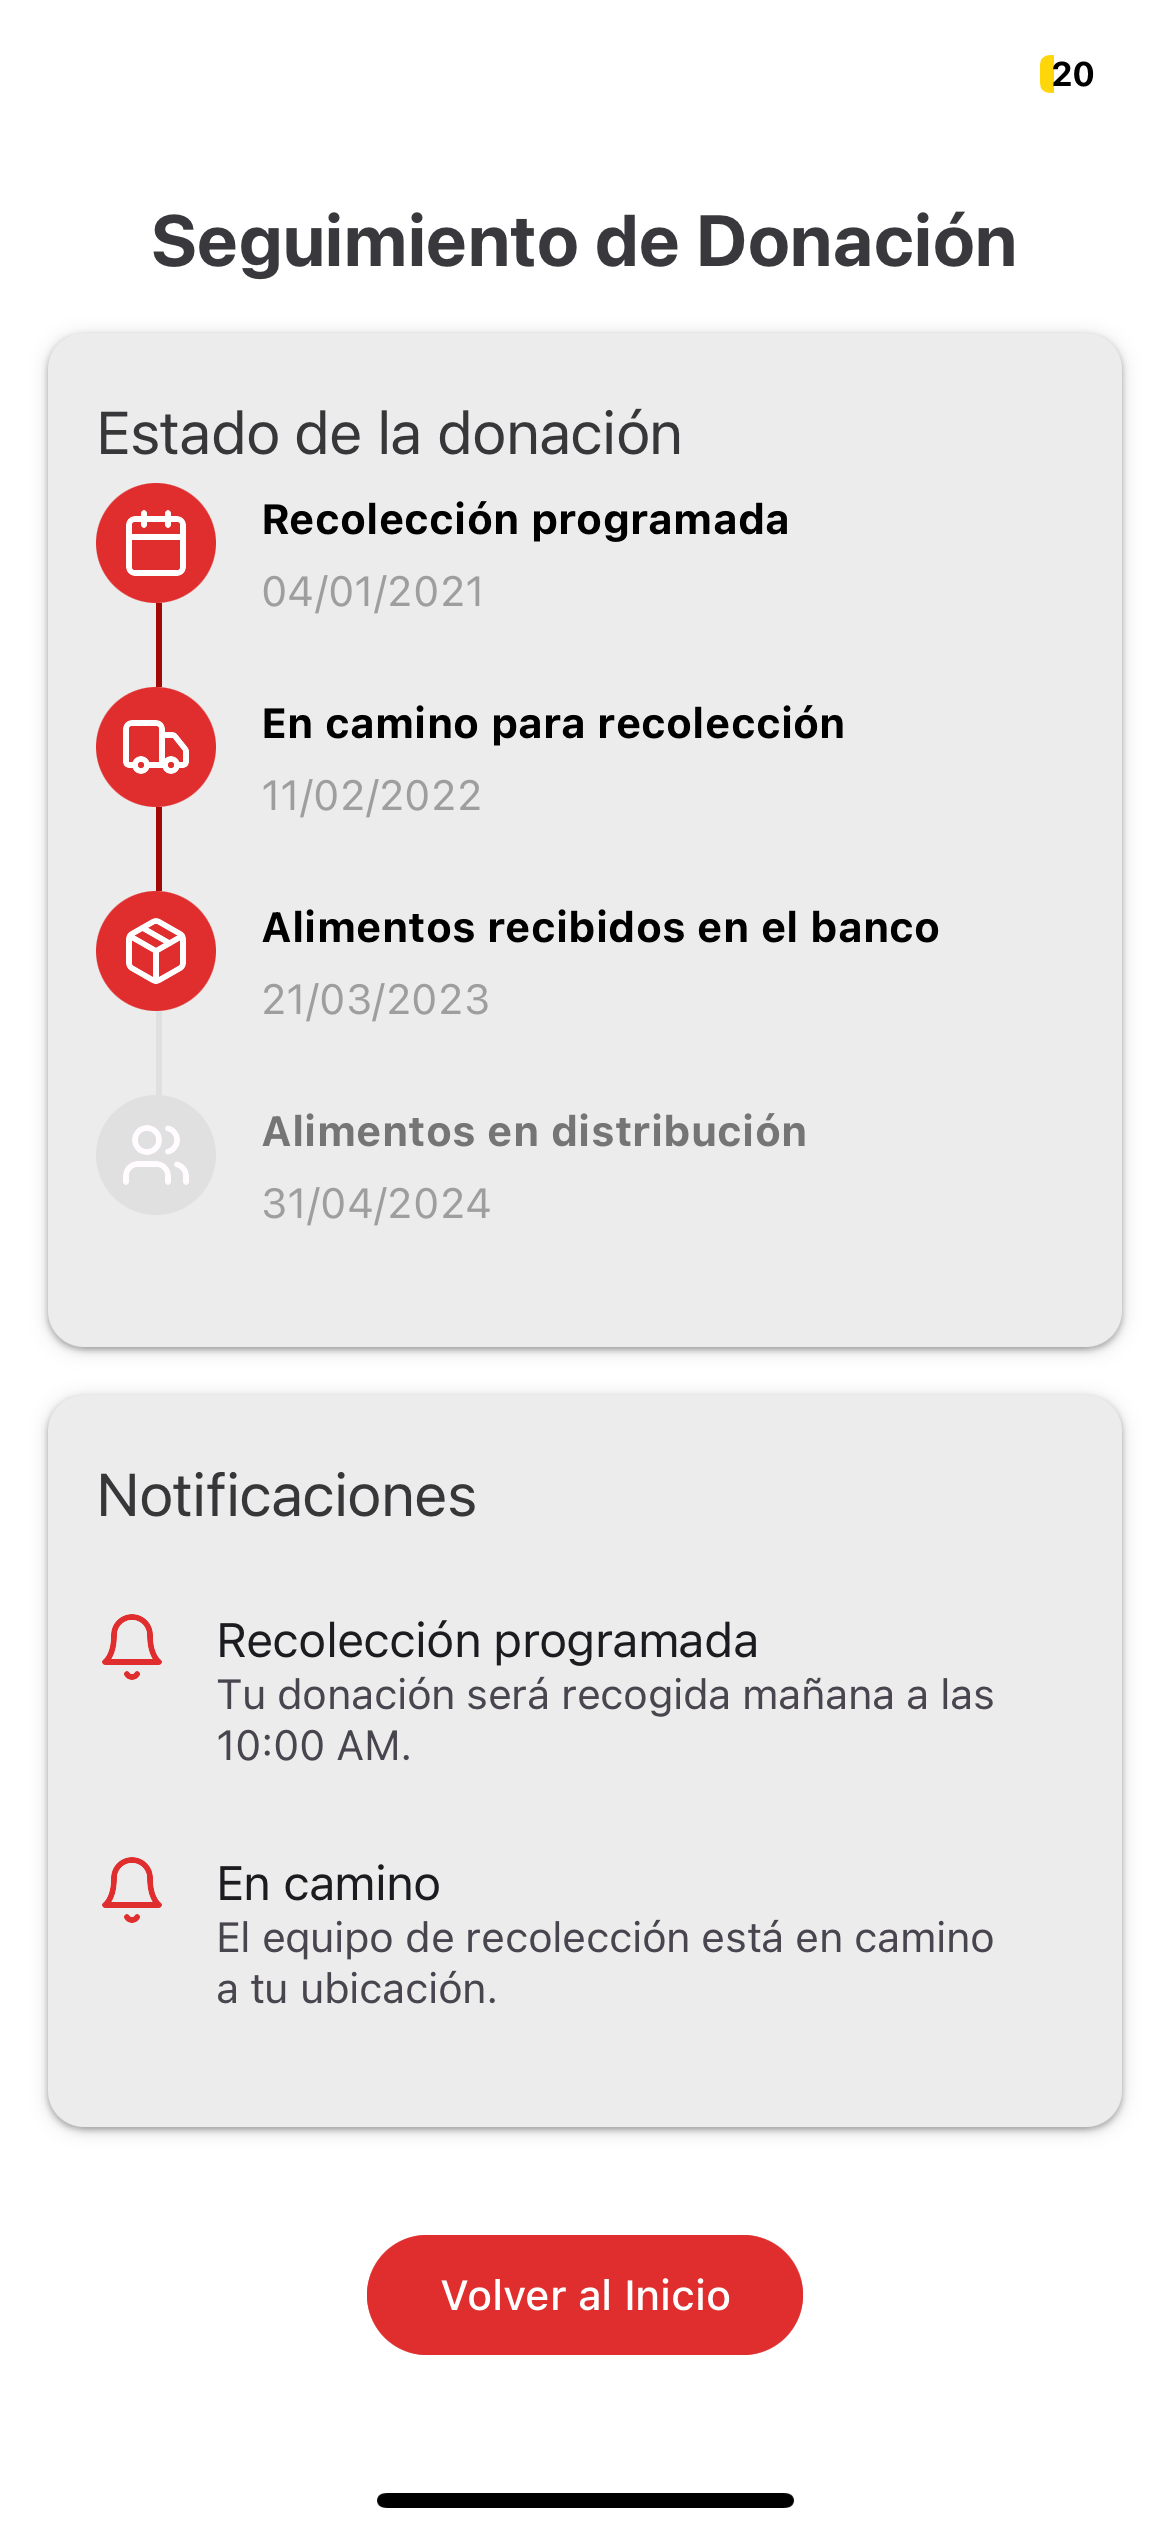 20
Seguimiento de Donación
Estado de la donación
Recolección programada
04/01/2021
En camino para recolección
11/02/2022
Alimentos recibidos en el banco
21/03/2023
Alimentos en distribución
31/04/2024
Notificaciones
Recolección programada
Tu donación será recogida mañana a las
10:00 AM.
En camino
El equipo de recolección está en camino
a tu ubicación.
Volver al Inicio